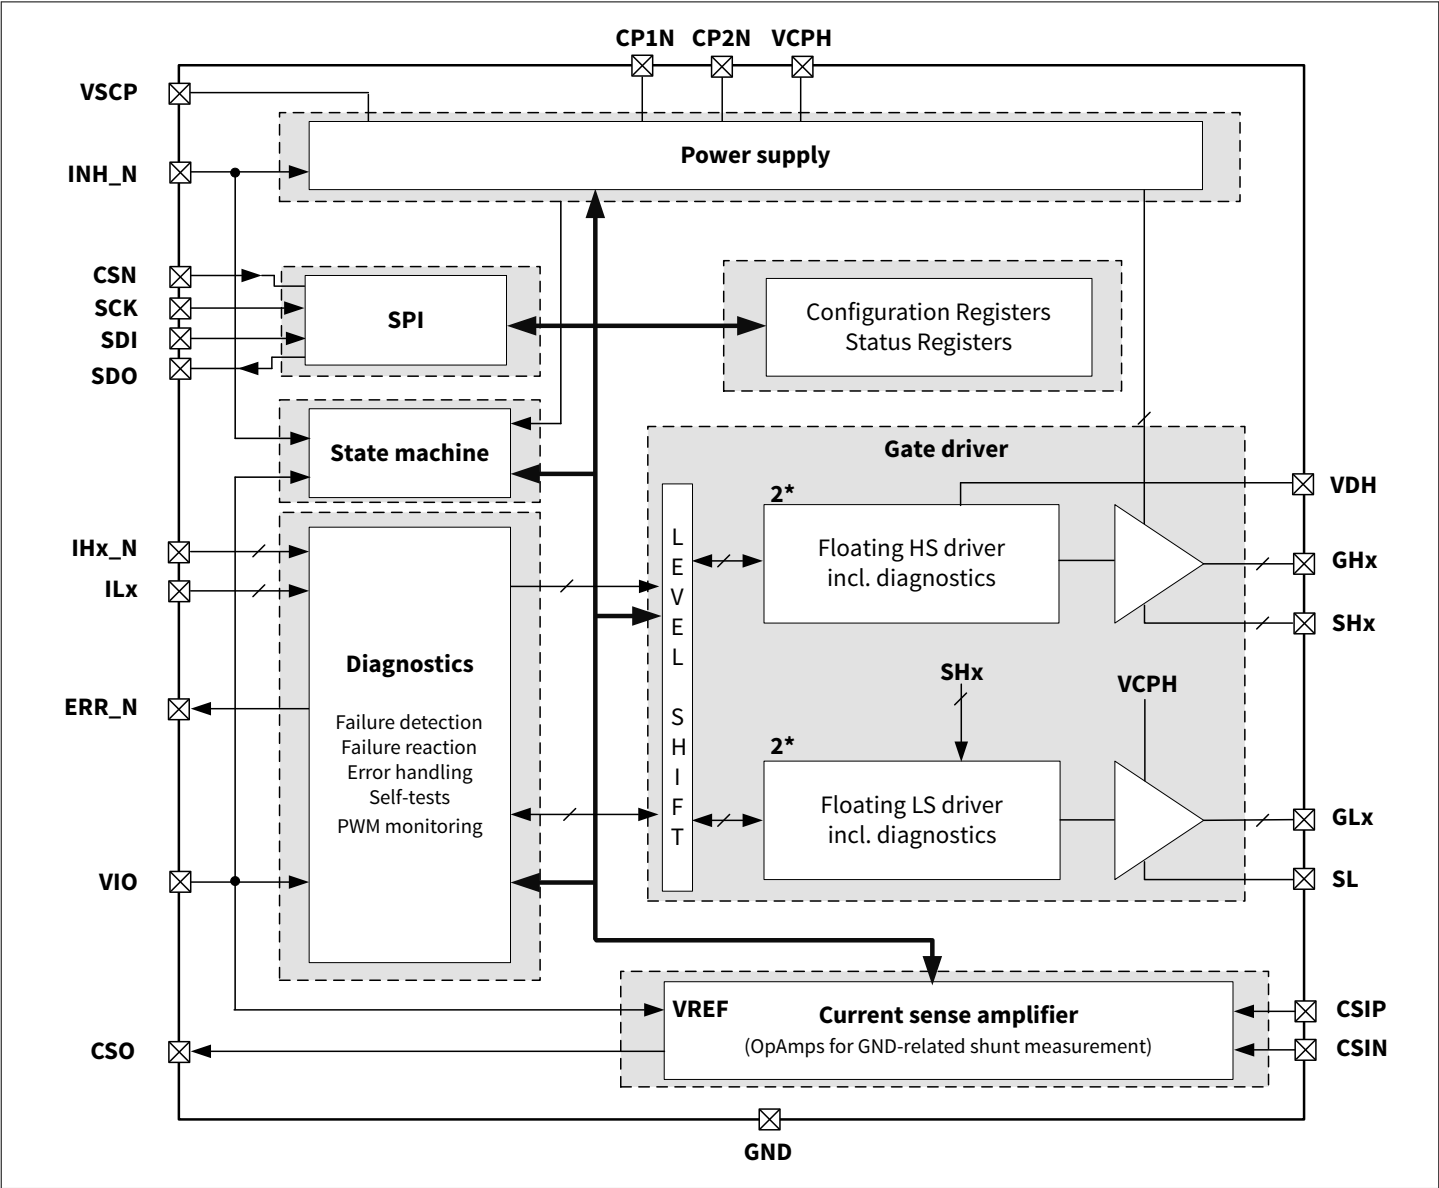 CP1N CP2N VCPH
VSCP
Power supply
INH_N
CSN
SCK
SDI
SDO
SPI
Configuration Registers
Status Registers
State machine
Gate driver
VDH
2*
Floating HS driver
incl. diagnostics
GHx
SHx
IHx_N
ILx
LEVEL SHIFT
Diagnostics
Failure detection
Failure reaction
Error handling
Self-tests
PWM monitoring
ERR_N
SHx
VCPH
2*
Floating LS driver
incl. diagnostics
GLx
SL
VIO
VREF
Current sense amplifier
(OpAmps for GND-related shunt measurement)
CSIP
CSIN
CSO
GND